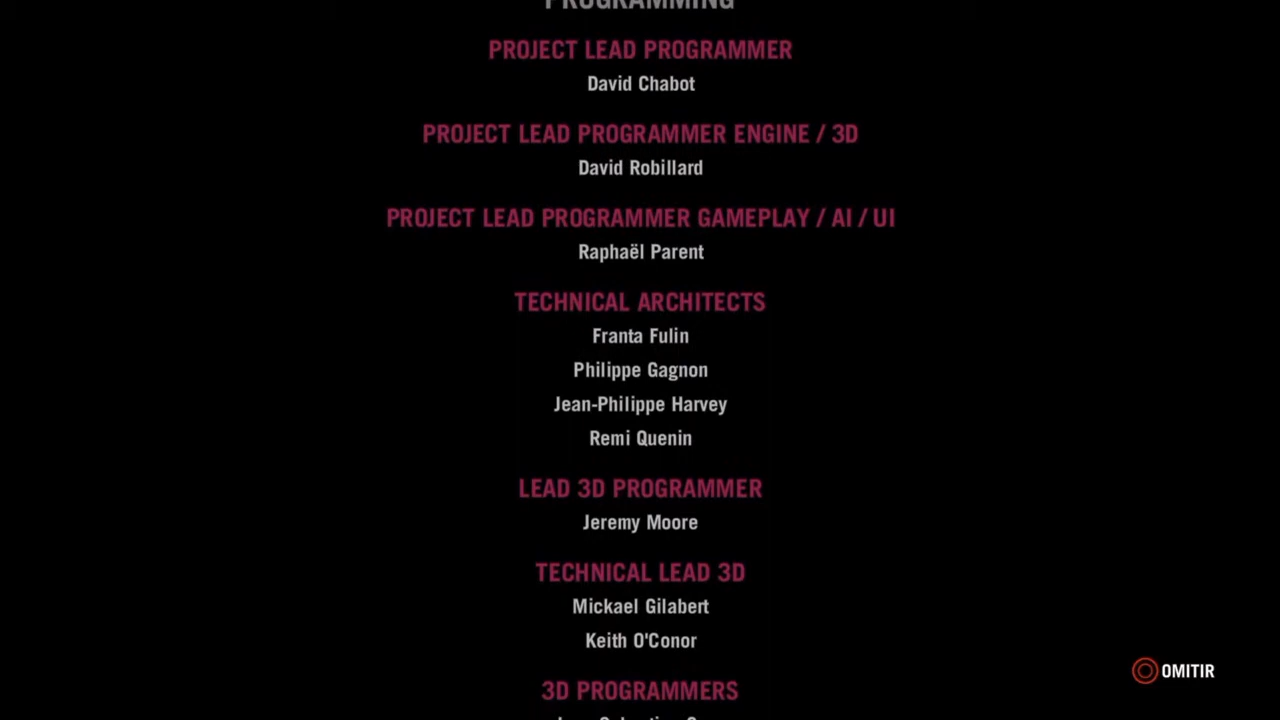 PROGRAMMING
PROJECT LEAD PROGRAMMER
David Chabot
PROJECT LEAD PROGRAMMER ENGINE / 3D
David Robillard
PROJECT LEAD PROGRAMMER GAMEPLAY / AI / UI
Raphaël Parent
TECHNICAL ARCHITECTS
Franta Fulin
Philippe Gagnon
Jean-Philippe Harvey
Remi Quenin
LEAD 3D PROGRAMMER
Jeremy Moore
TECHNICAL LEAD 3D
Mickael Gilabert
Keith O'Conor
OMITIR
3D PROGRAMMERS